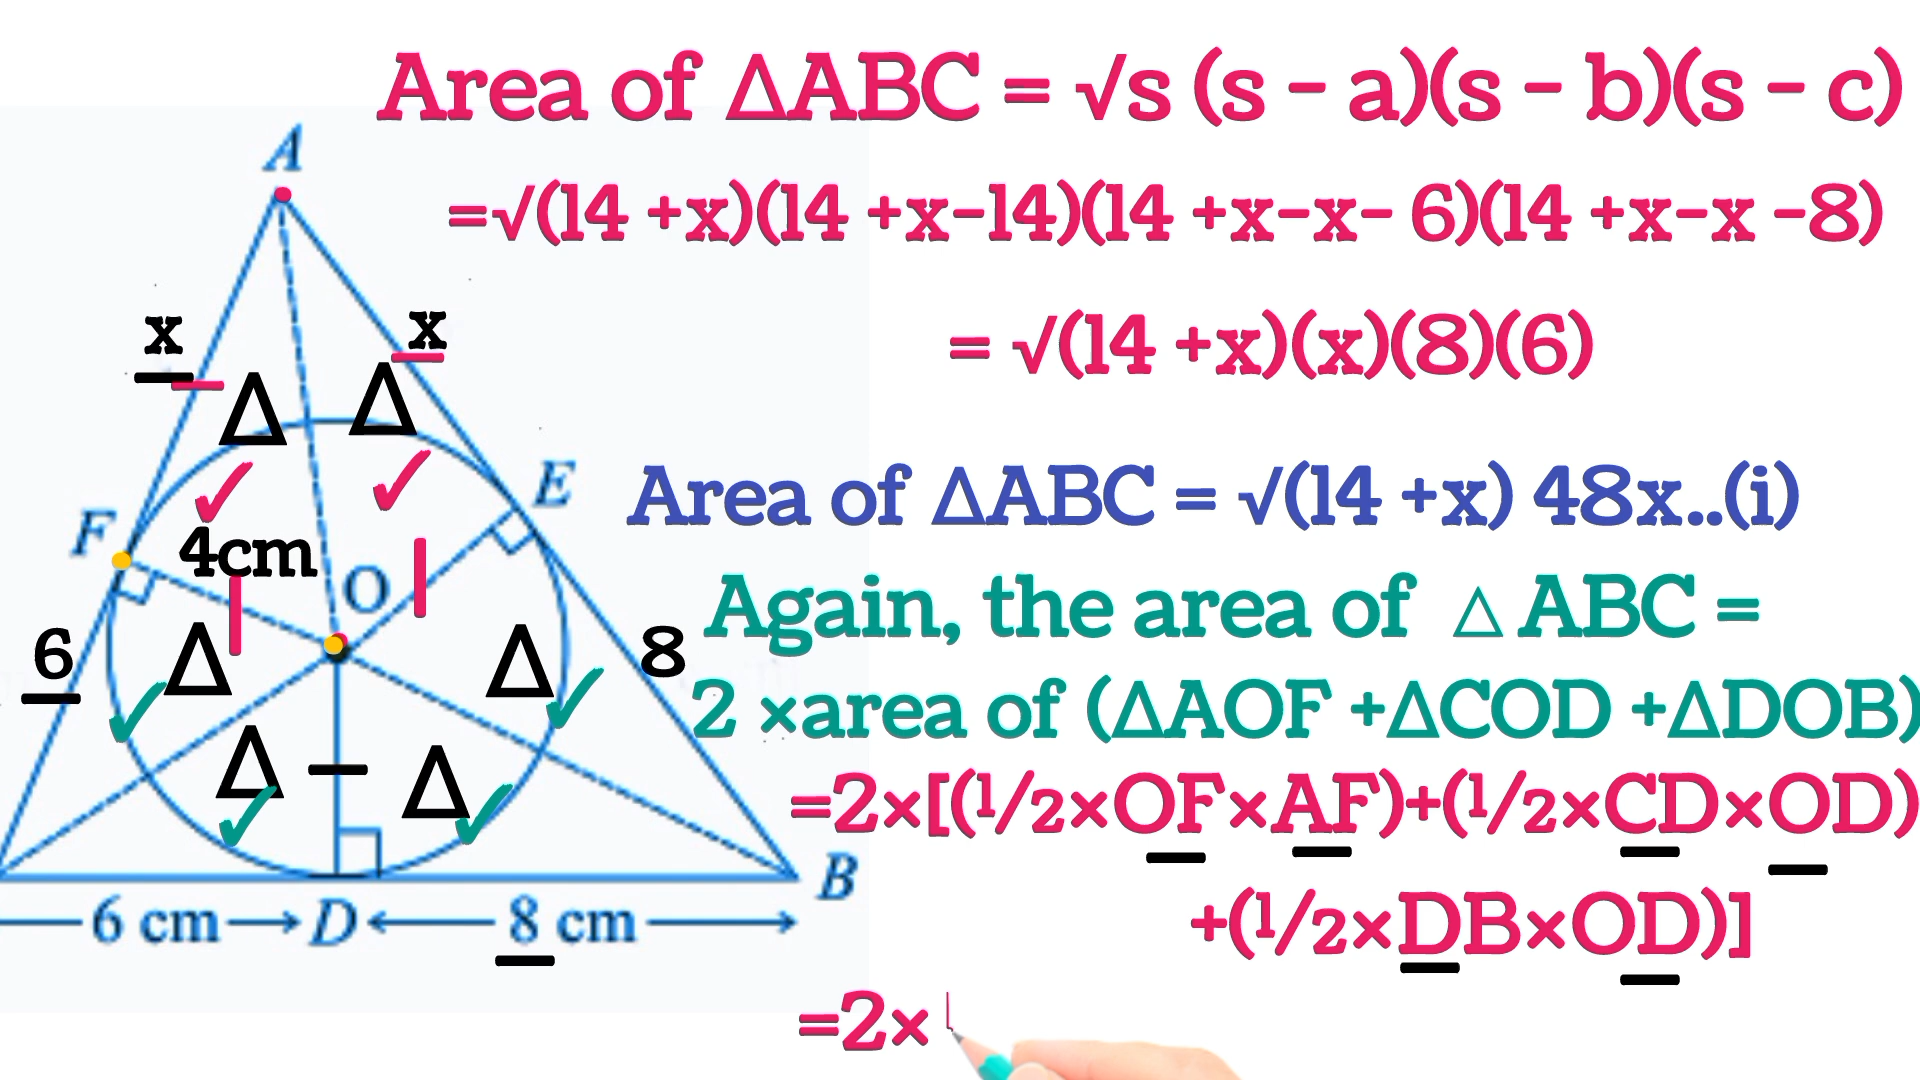 Area of ΔABC = √s (s - a)(s - b)(s - c)
=√(14 +x)(14 +x-14)(14 +x-x- 6)(14 +x-x -8)
= √(14 +x)(x)(8)(6)
Area of ΔABC = √(14 +x) 48x..(i)
Again, the area of △ ABC =
2 ×area of (ΔAOF +ΔCOD +ΔDOB)
=2×[(½×OF×AF)+(½×CD×OD)
+(½×DB×OD)]
=2×
A
x
x
Δ
Δ
E
F
4cm
O
6
Δ
Δ
8
Δ
Δ
B
6 cm
D
8 cm